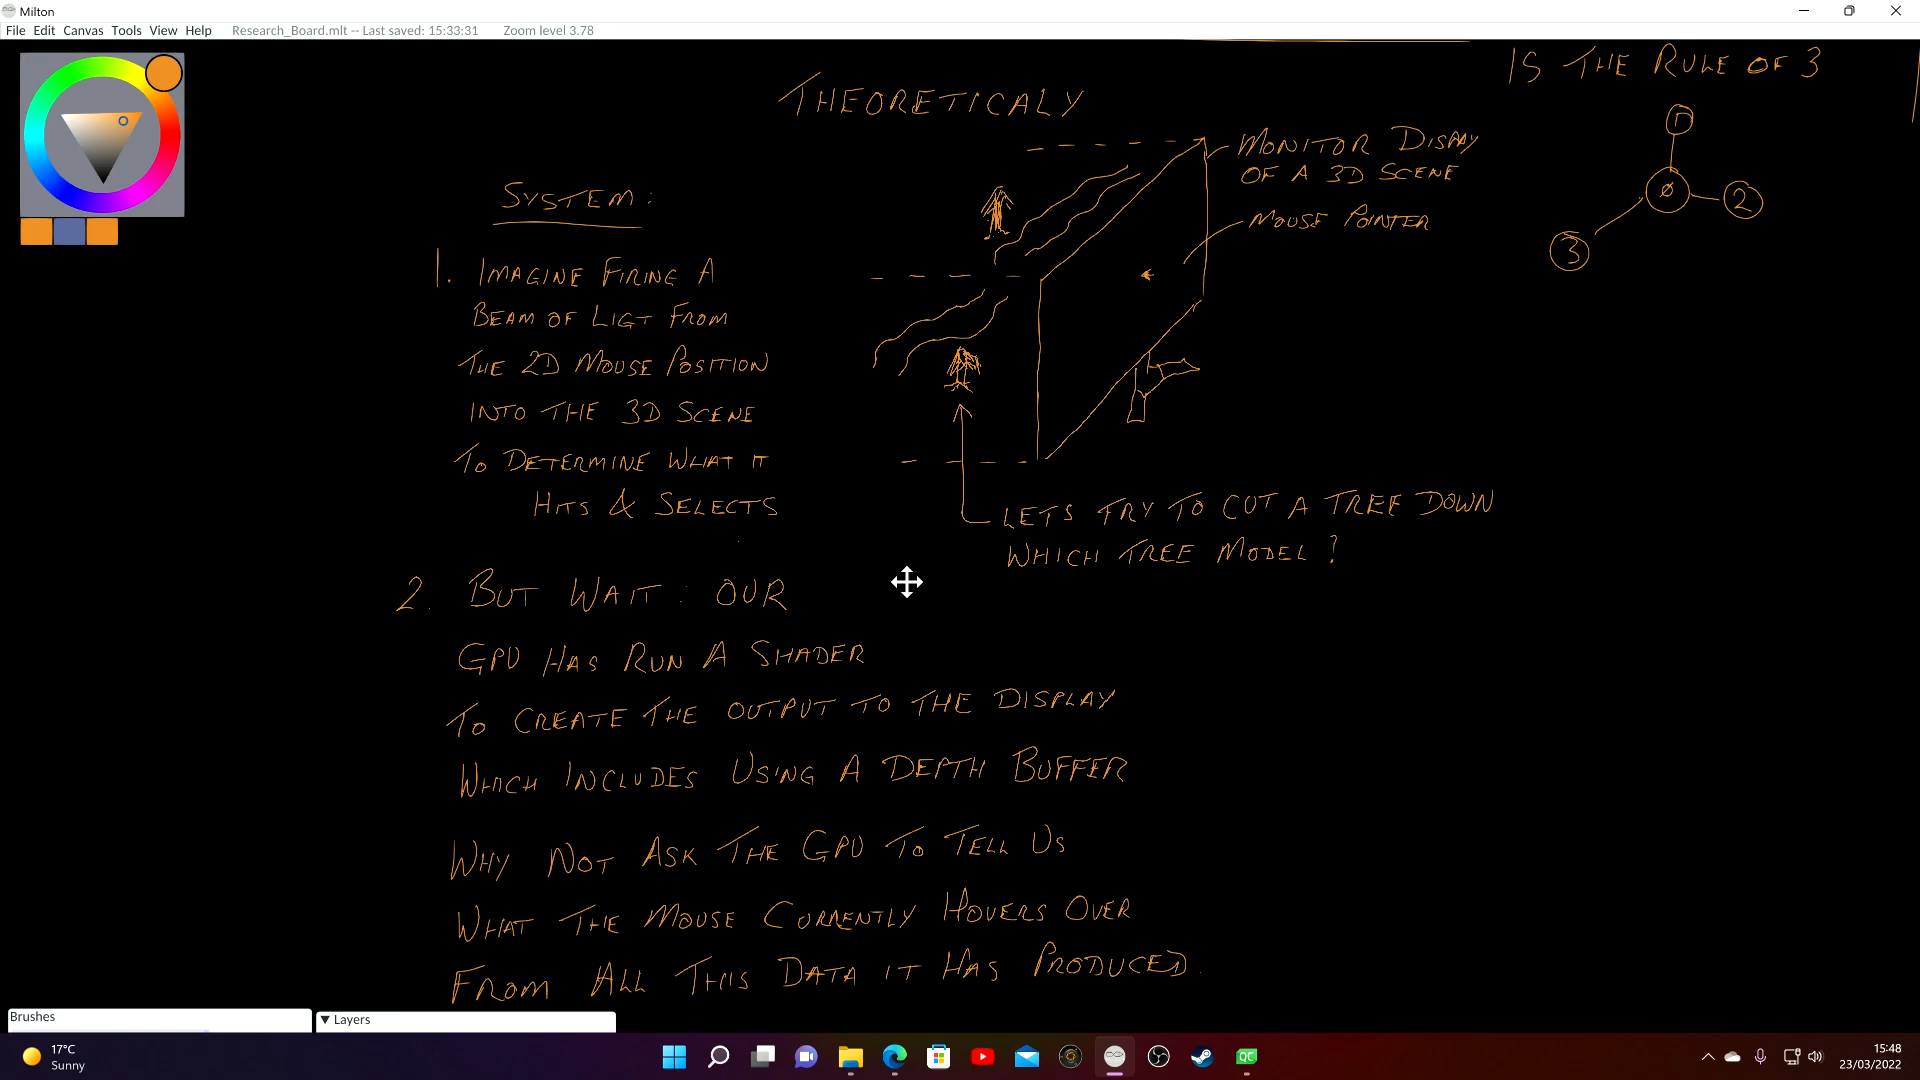 Milton
File Edit Canvas Tools View Help Research_Board.mlt -- Last saved: 15:33:31 Zoom level 3.78
IS THE RULE OF 3
THEORETICALY
1
Ø
2
3
MONITOR DISPAY
OF A 3D SCENE
MOUSE POINTER
SYSTEM:
1. IMAGINE FIRING A
BEAM OF LIGT FROM
THE 2D MOUSE POSITION
INTO THE 3D SCENE
TO DETERMINE WHAT IT
HITS & SELECTS
LETS TRY TO CUT A TREE DOWN
WHICH TREE MODEL?
2. BUT WAIT: OUR
GPU HAS RUN A SHADER
TO CREATE THE OUTPUT TO THE DISPLAY
WHICH INCLUDES USING A DEPTH BUFFER
WHY NOT ASK THE GPU TO TELL US
WHAT THE MOUSE CURRENTLY HOVERS OVER
FROM ALL THIS DATA IT HAS PRODUCED.
Brushes
▼ Layers
17°C
Sunny
QC
15:48
23/03/2022